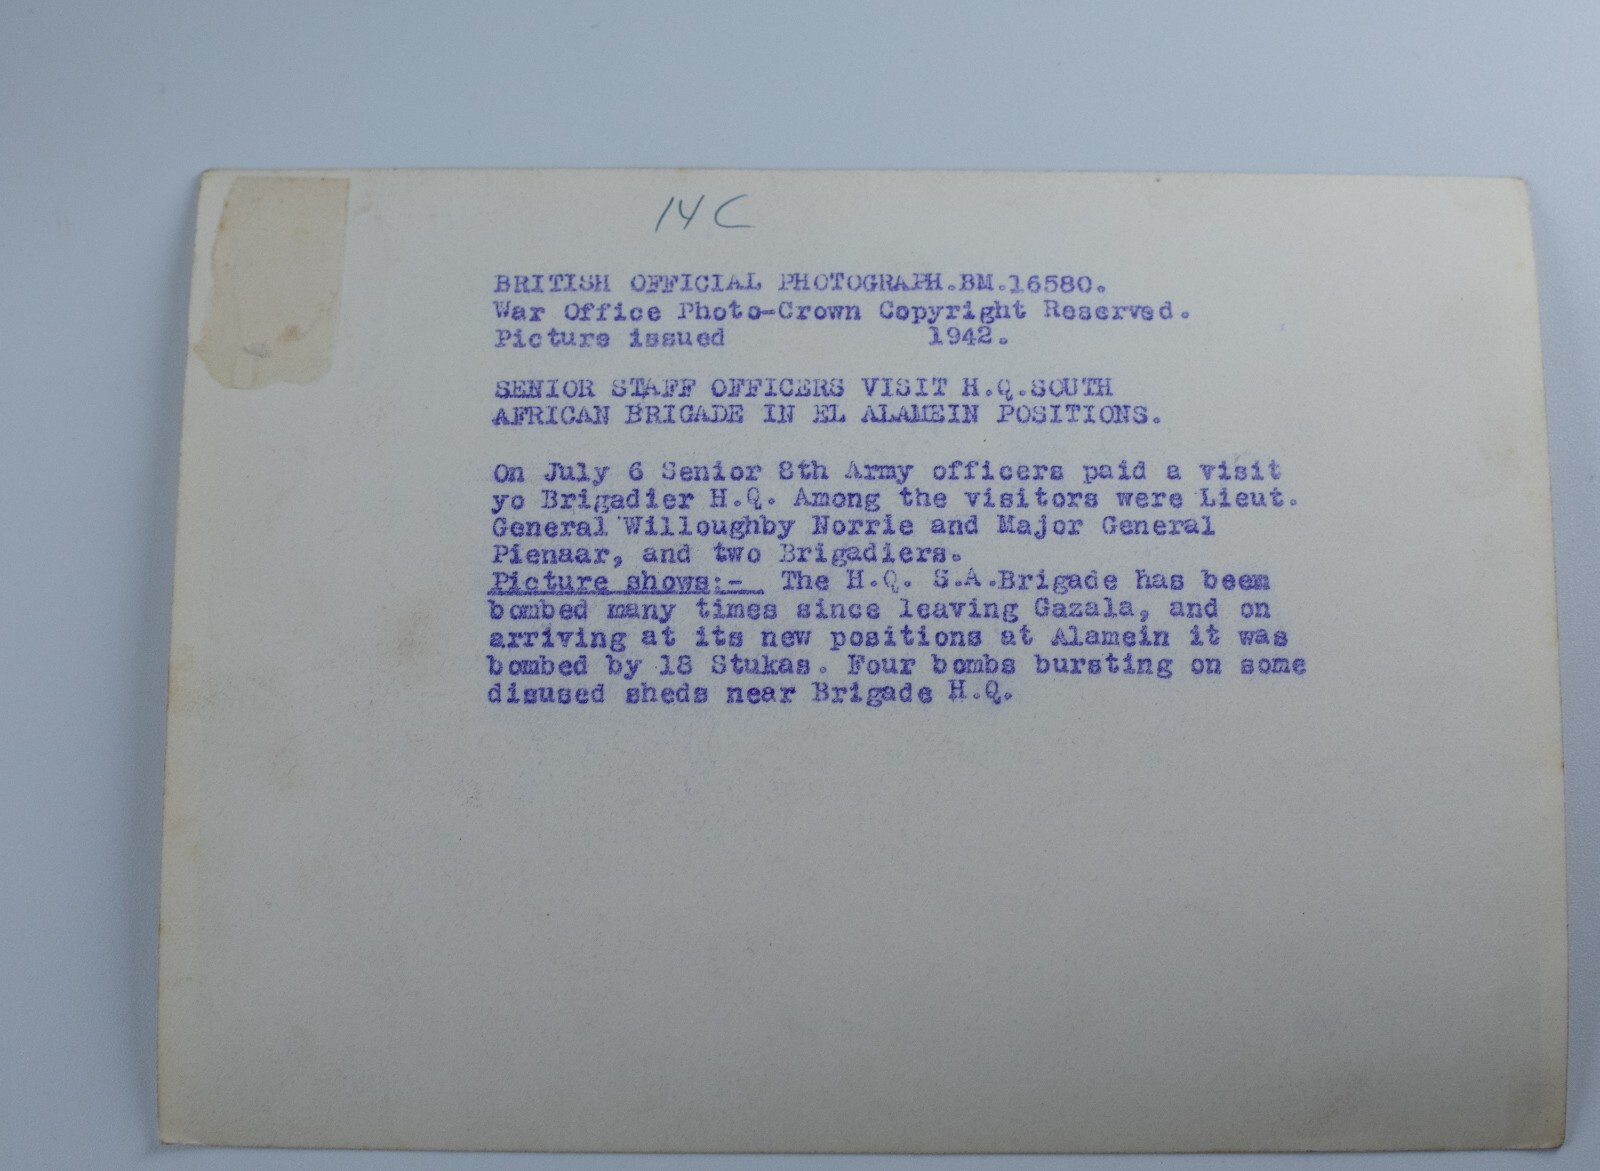 14C
BRITISH OFFICIAL PHOTOGRAPH.BM.16580.
War Office Photo-Crown Copyright Reserved.
Picture issued 1942.
SENIOR STAFF OFFICERS VISIT H.Q.SOUTH
AFRICAN BRIGADE IN EL ALAMEIN POSITIONS.
On July 6 Senior 8th Army officers paid a visit
yo Brigadier H.Q. Among the visitors were Lieut.
General Willoughby Norrie and Major General
Pienaar, and two Brigadiers.
Picture shows:- The H.Q. S.A.Brigade has been
bombed many times since leaving Gazala, and on
arriving at its new positions at Alamein it was
bombed by 18 Stukas. Four bombs bursting on some
disused sheds near Brigade H.Q.